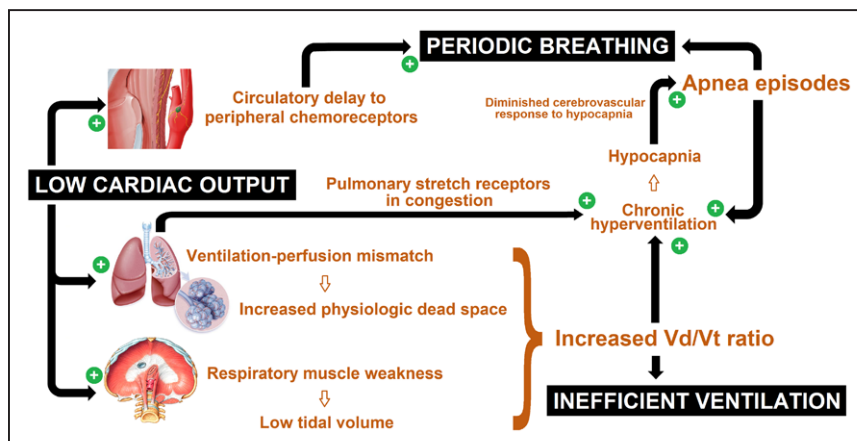 PERIODIC BREATHING
Circulatory delay to
peripheral chemoreceptors
Diminished cerebrovascular
response to hypocapnia
Apnea episodes
Hypocapnia
LOW CARDIAC OUTPUT
Pulmonary stretch receptors
in congestion
Chronic
hyperventilation
Ventilation-perfusion mismatch
Increased physiologic dead space
Increased Vd/Vt ratio
Respiratory muscle weakness
Low tidal volume
INEFFICIENT VENTILATION